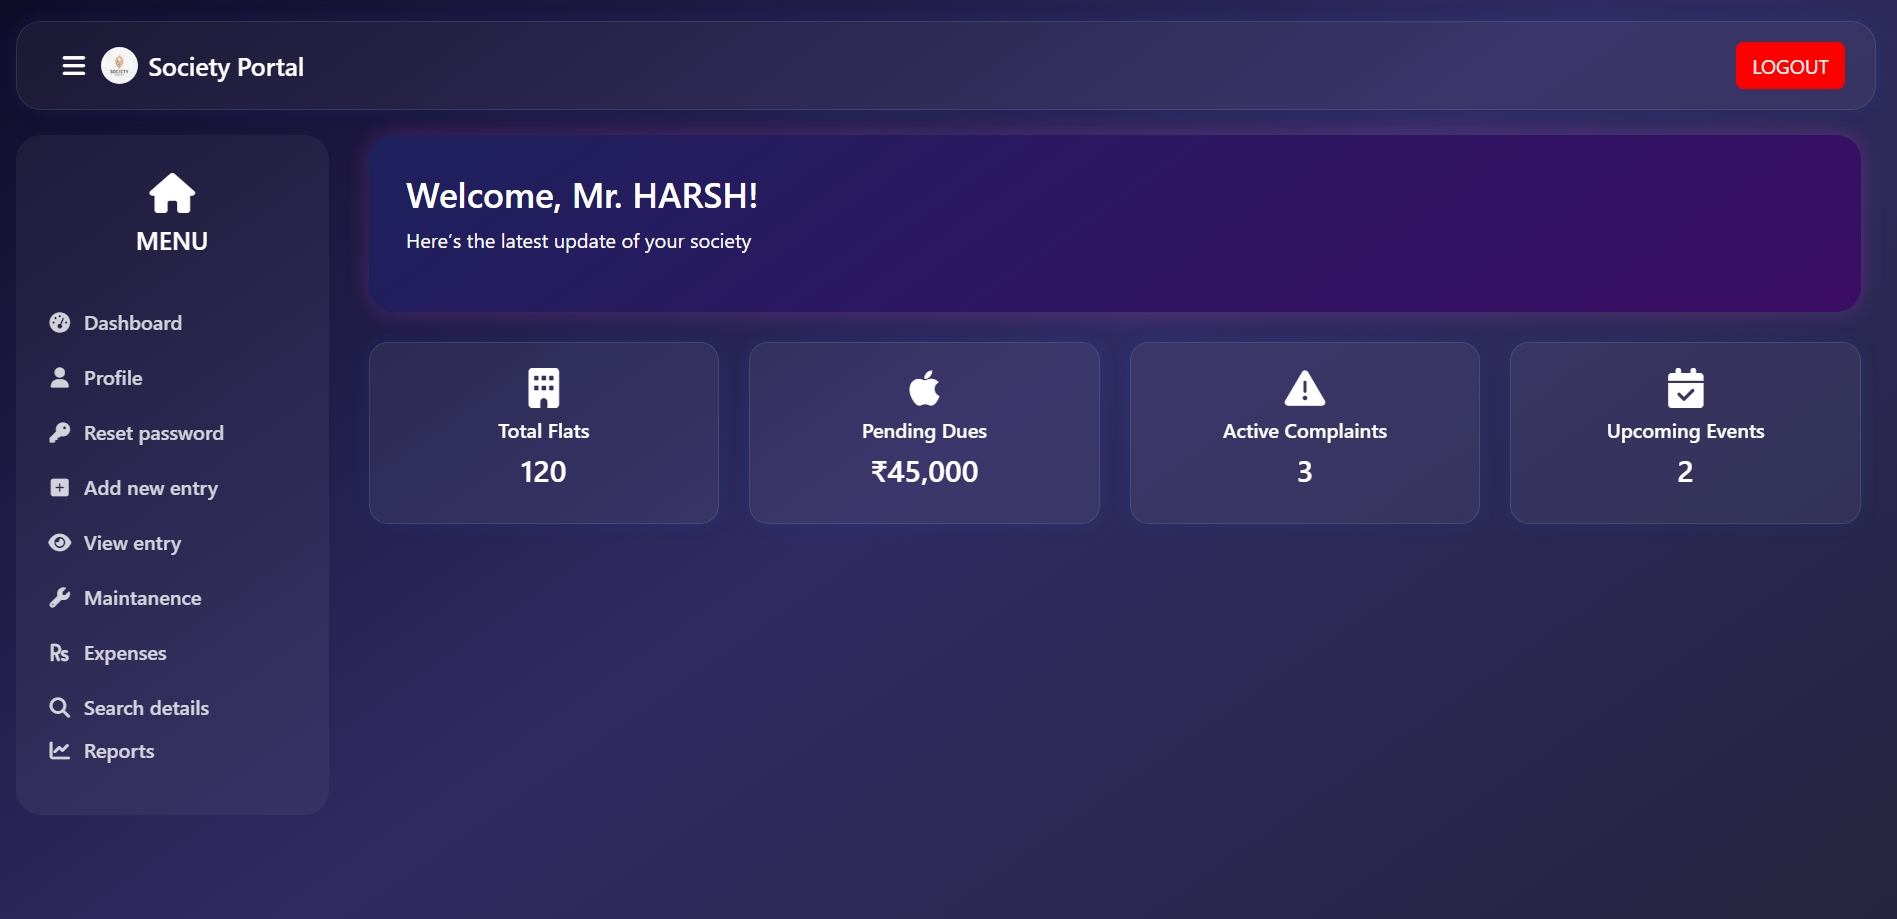 Society Portal
LOGOUT
MENU
Dashboard
Profile
Reset password
Add new entry
View entry
Maintanence
Rs Expenses
Search details
Reports
Welcome, Mr. HARSH!
Here's the latest update of your society
Total Flats
120
Pending Dues
₹45,000
Active Complaints
3
Upcoming Events
2